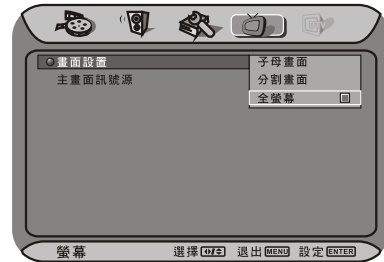 畫面設置
主畫面訊號源
子母畫面
分割畫面
全螢幕
螢幕 選擇 退出 MENU 設定 ENTER